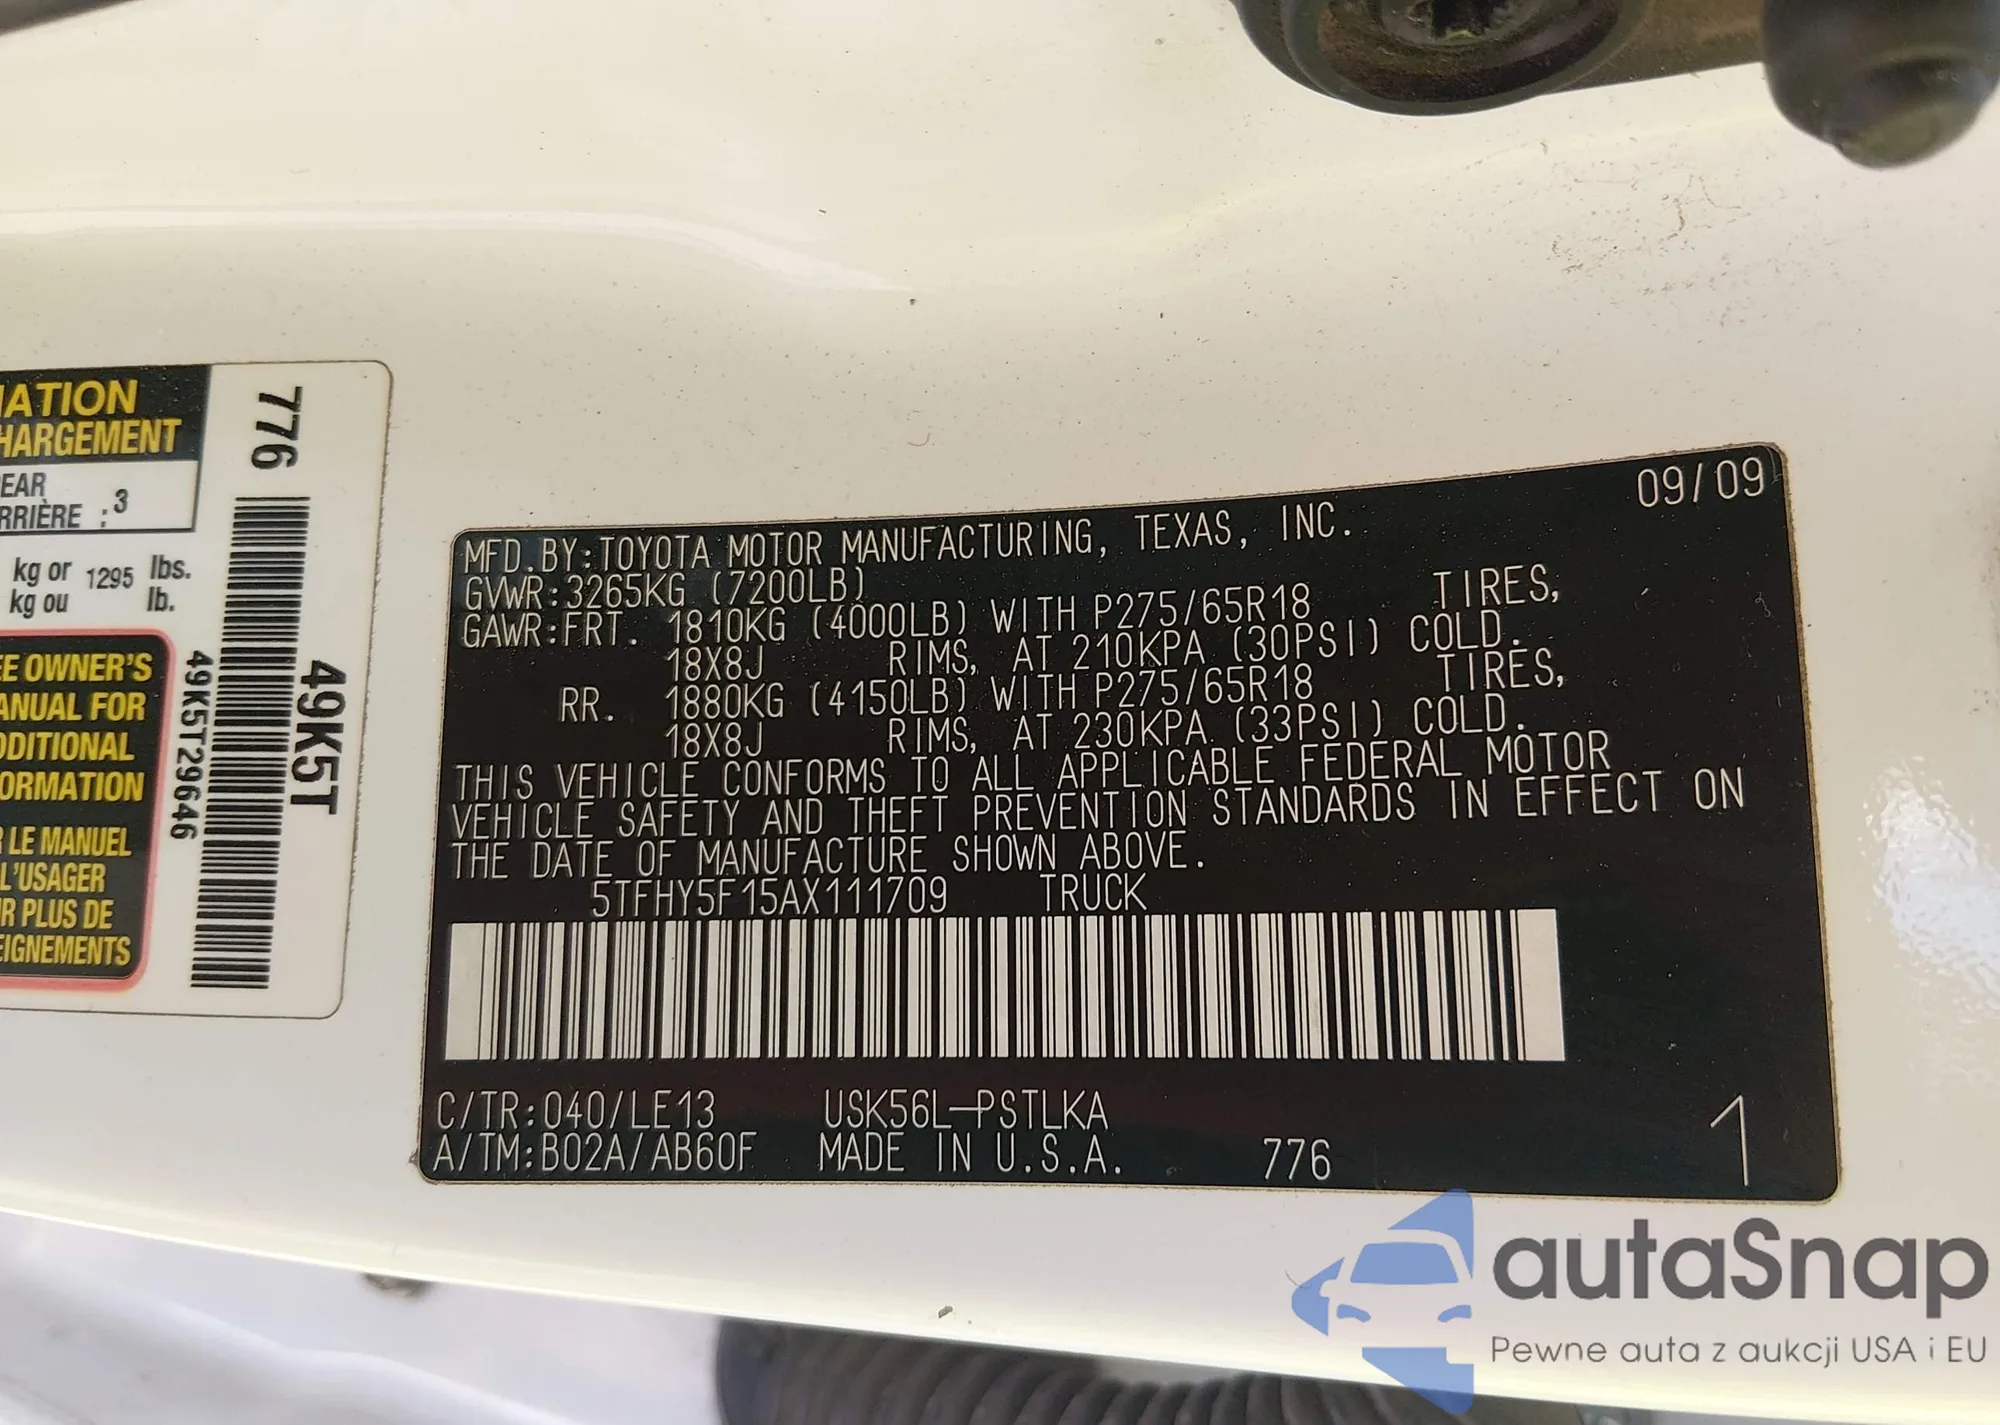 IATION
HARGEMENT
EAR
RRIÈRE : 3
kg or 1295 lbs.
kg ou lb.
EE OWNER'S
ANUAL FOR
DDITIONAL
FORMATION
R LE MANUEL
L'USAGER
UR PLUS DE
EIGNEMENTS
776
49K5T29646
49K5T
09/09
MFD.BY:TOYOTA MOTOR MANUFACTURING, TEXAS, INC.
GVWR:3265KG (7200LB)
GAWR:FRT. 1810KG (4000LB) WITH P275/65R18 TIRES,
18X8J RIMS, AT 210KPA (30PSI) COLD.
RR. 1880KG (4150LB) WITH P275/65R18 TIRES,
18X8J RIMS, AT 230KPA (33PSI) COLD.
THIS VEHICLE CONFORMS TO ALL APPLICABLE FEDERAL MOTOR
VEHICLE SAFETY AND THEFT PREVENTION STANDARDS IN EFFECT ON
THE DATE OF MANUFACTURE SHOWN ABOVE.
5TFHY5F15AX111709 TRUCK
C/TR:040/LE13 USK56L-PSTLKA
A/TM:B02A/AB60F MADE IN U.S.A. 776
1
autaSnap
Pewne auta z aukcji USA i EU